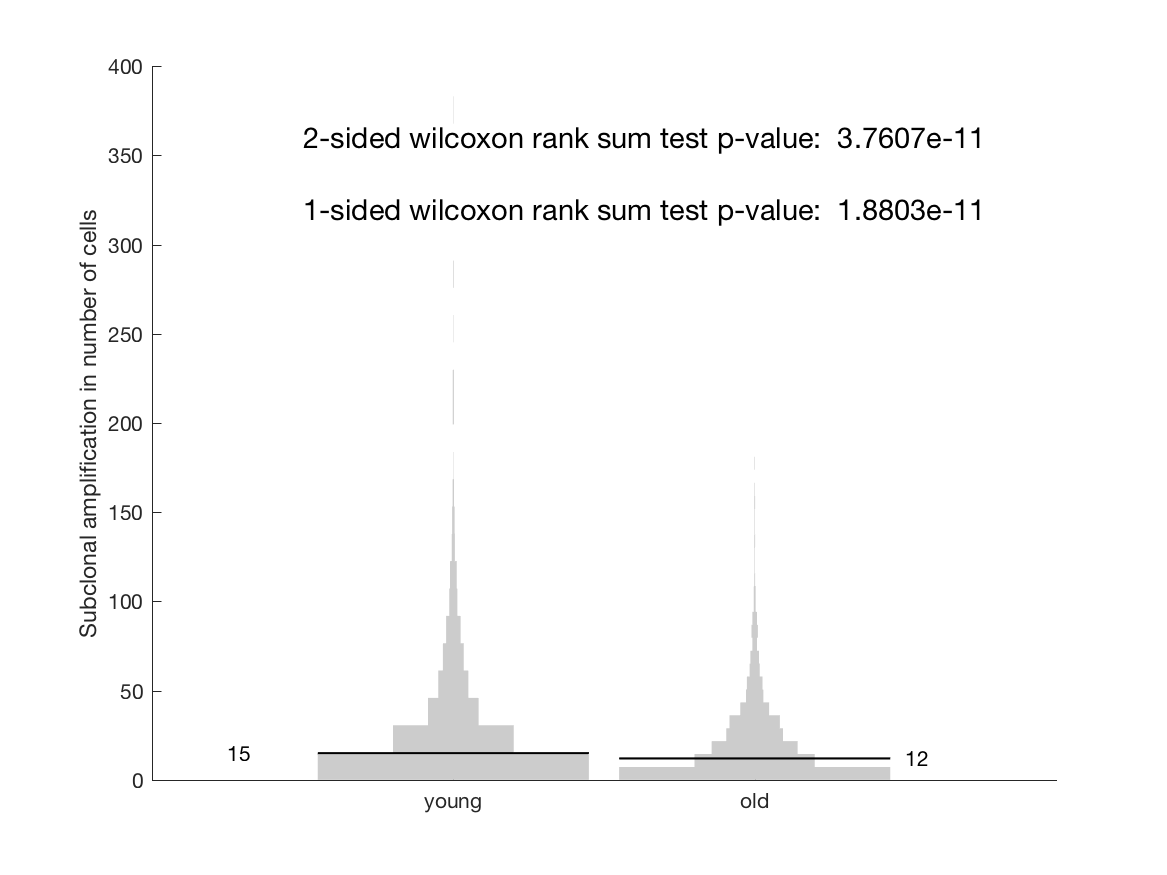 400
2-sided wilcoxon rank sum test p-value: 3.7607e-11
350
1-sided wilcoxon rank sum test p-value: 1.8803e-11
300
250
200
150
100
50
0
Subclonal amplification in number of cells
15
12
young
old